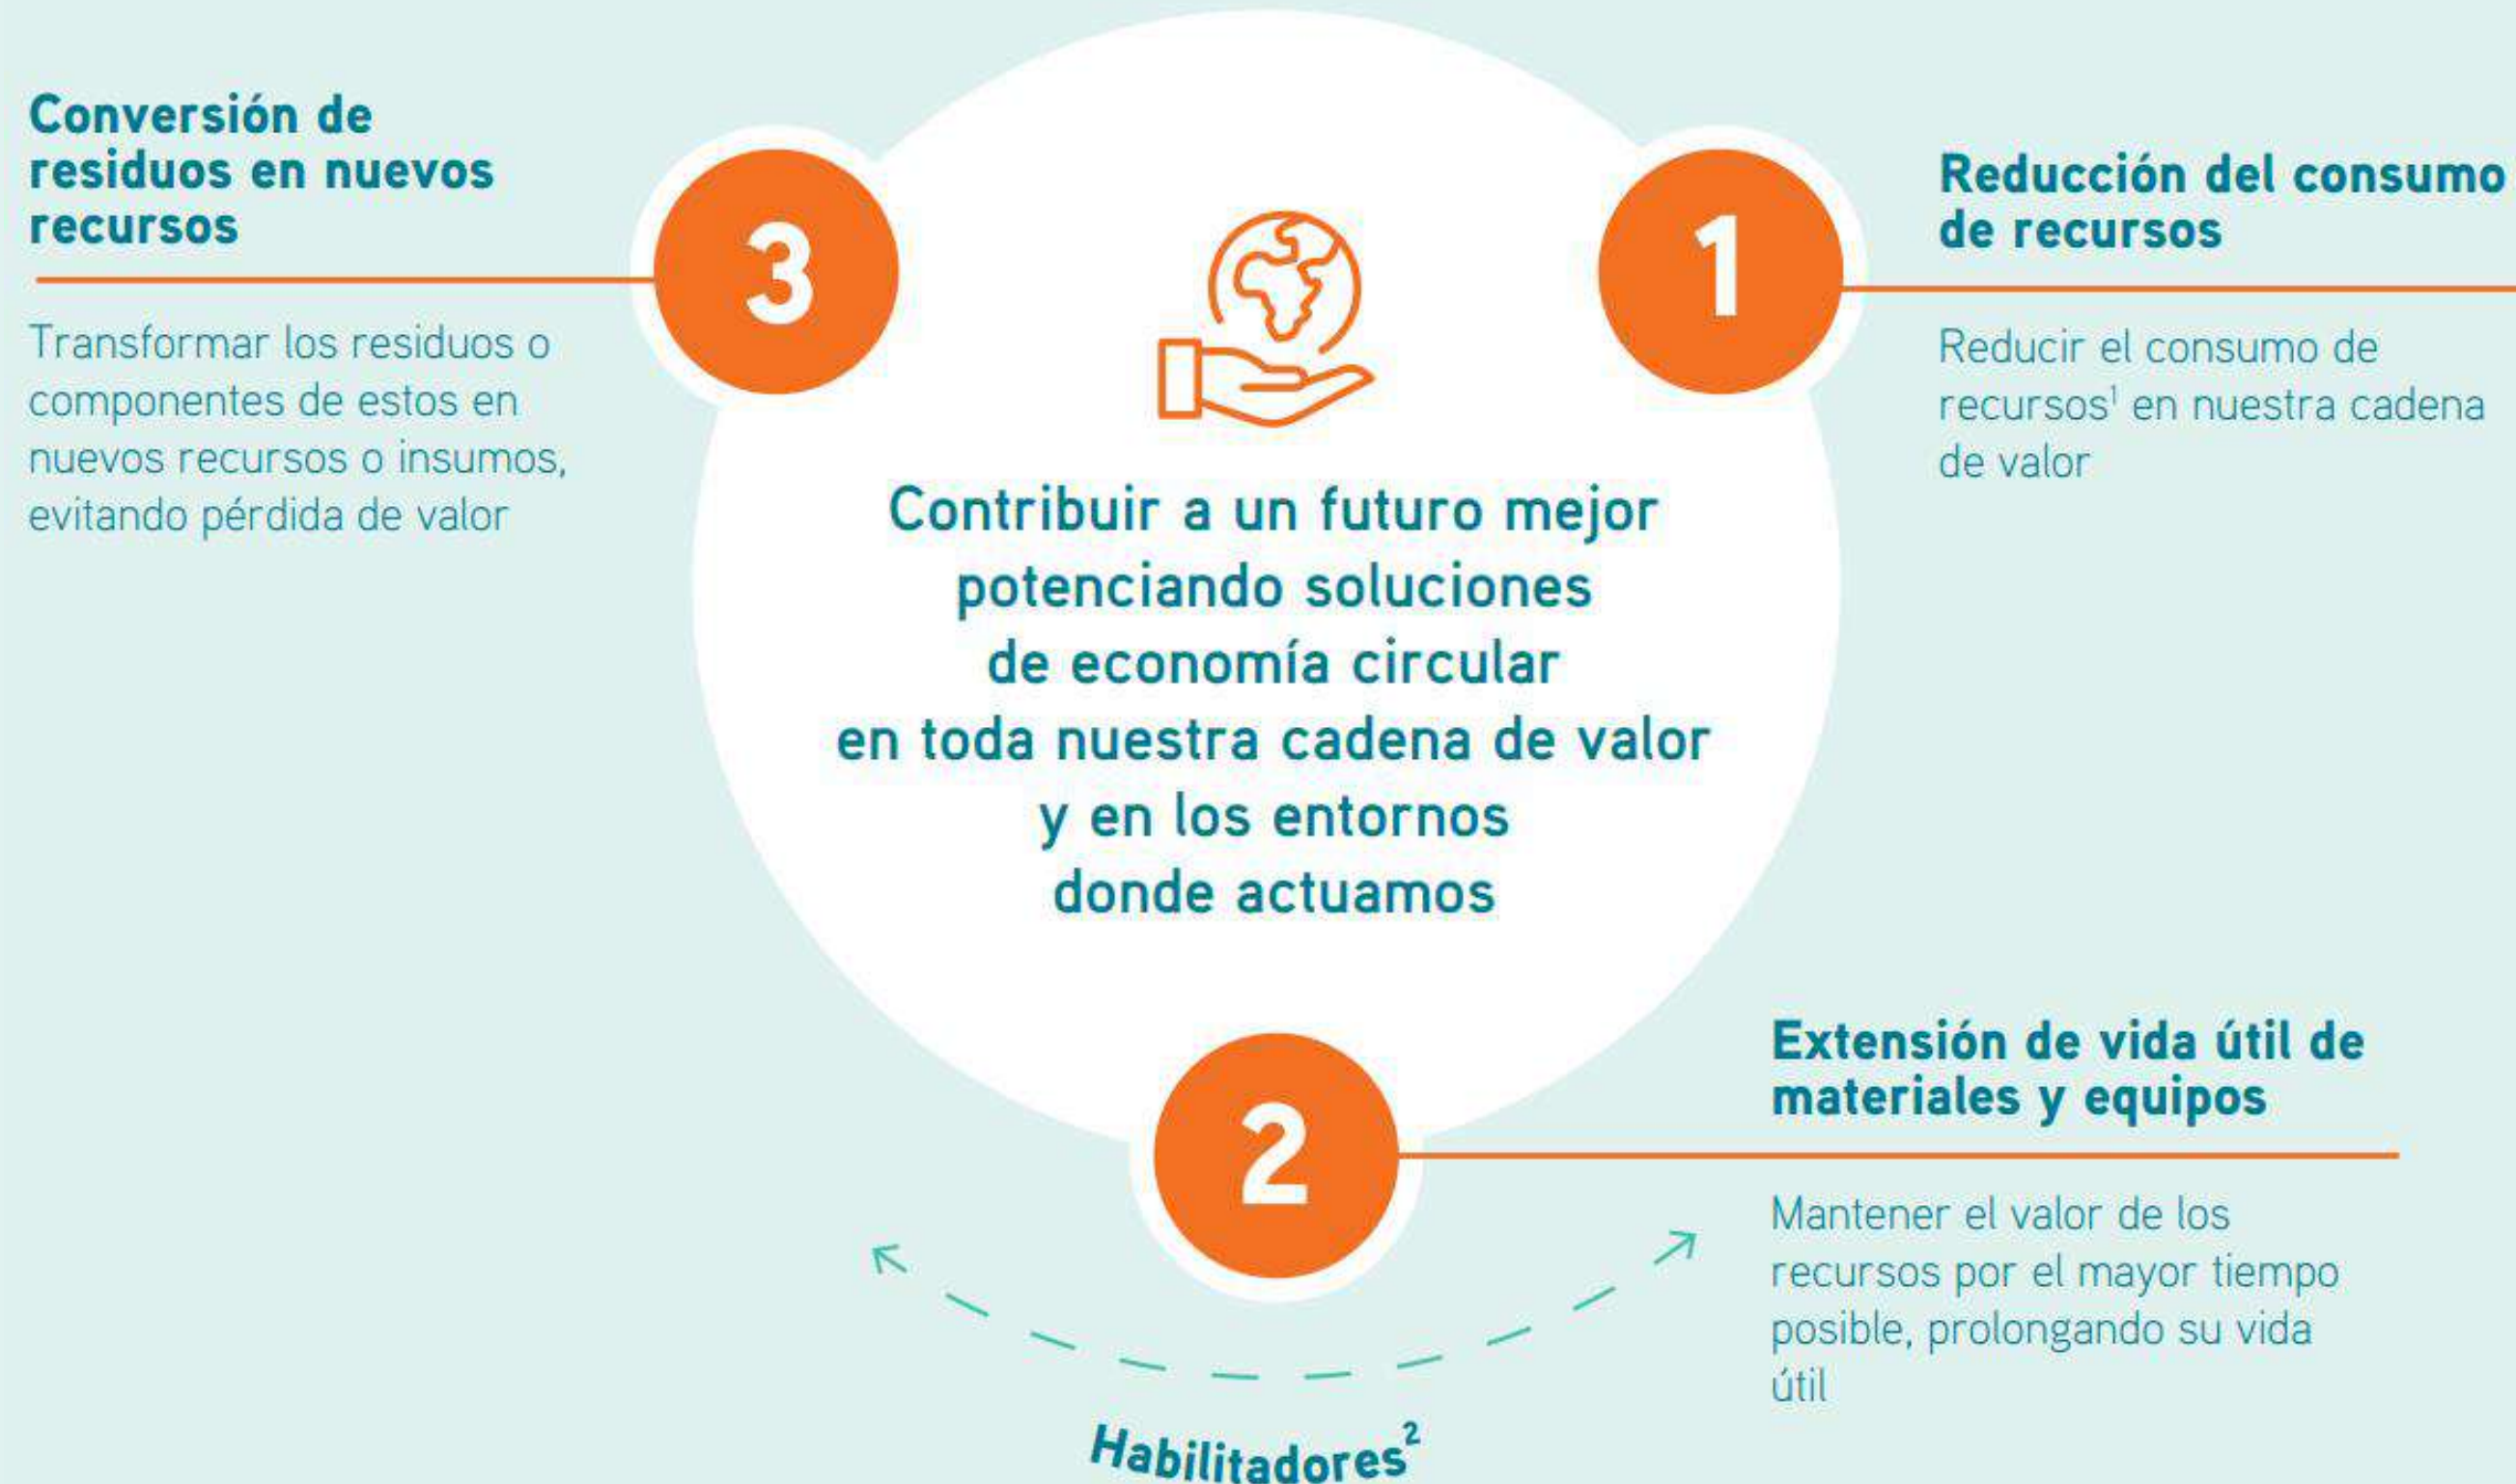 Conversión de
residuos en nuevos
recursos
3
Transformar los residuos o
componentes de estos en
nuevos recursos o insumos,
evitando pérdida de valor
1
Reducción del consumo
de recursos
Reducir el consumo de
recursos¹ en nuestra cadena
de valor
Contribuir a un futuro mejor
potenciando soluciones
de economía circular
en toda nuestra cadena de valor
y en los entornos
donde actuamos
2
Extensión de vida útil de
materiales y equipos
Mantener el valor de los
recursos por el mayor tiempo
posible, prolongando su vida
útil
Habilitadores²